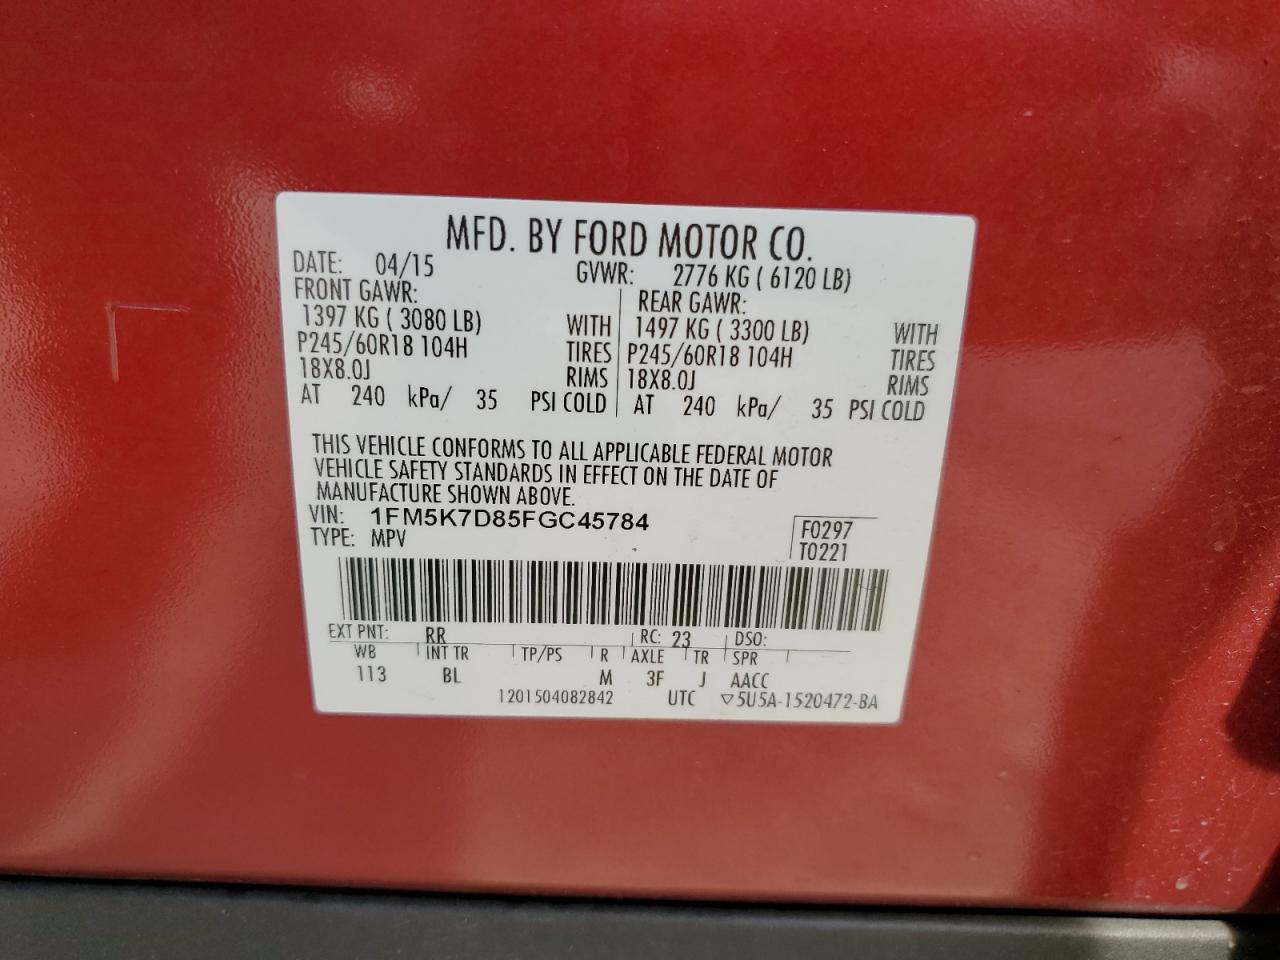 MFD. BY FORD MOTOR CO.
DATE: 04/15 GVWR: 2776 KG ( 6120 LB)
FRONT GAWR: REAR GAWR:
1397 KG ( 3080 LB) WITH 1497 KG ( 3300 LB) WITH
P245/60R18 104H TIRES P245/60R18 104H TIRES
18X8.0J RIMS 18X8.0J RIMS
AT 240 kPa/ 35 PSI COLD AT 240 kPa/ 35 PSI COLD
THIS VEHICLE CONFORMS TO ALL APPLICABLE FEDERAL MOTOR
VEHICLE SAFETY STANDARDS IN EFFECT ON THE DATE OF
MANUFACTURE SHOWN ABOVE.
VIN: 1FM5K7D85FGC45784 F0297
TYPE: MPV T0221
EXT PNT: RR RC: 23 DSO:
WB INT TR TP/PS R AXLE TR SPR
113 BL M 3F J AACC
1201504082842 UTC ▽5U5A-1520472-BA